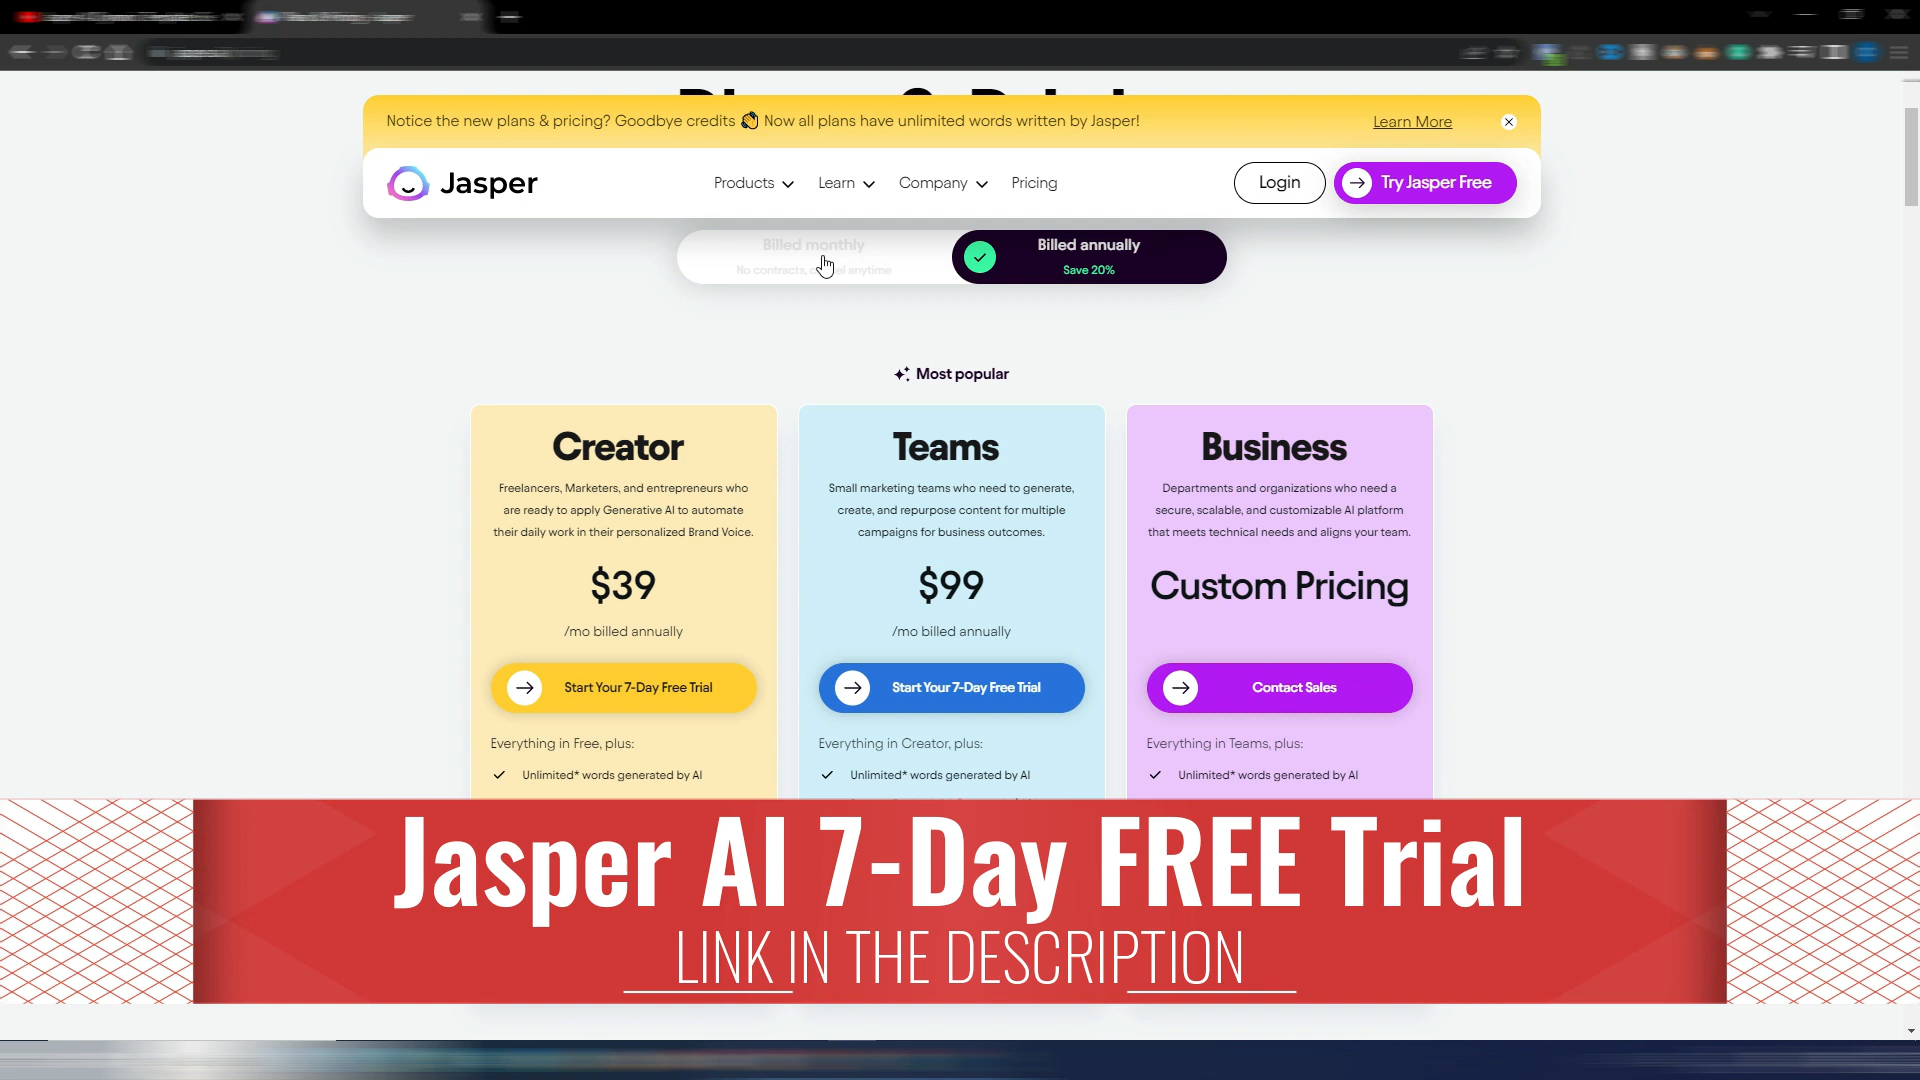 Notice the new plans & pricing? Goodbye credits 👋 Now all plans have unlimited words written by Jasper!
Learn More
Jasper
Products
Learn
Company
Pricing
Login
Try Jasper Free
Billed monthly
No contracts, anytime
Billed annually
Save 20%
Most popular
Creator
Freelancers, Marketers, and entrepreneurs who
are ready to apply Generative AI to automate
their daily work in their personalized Brand Voice.
$39
/mo billed annually
Start Your 7-Day Free Trial
Everything in Free, plus:
Unlimited* words generated by AI
Teams
Small marketing teams who need to generate,
create, and repurpose content for multiple
campaigns for business outcomes.
$99
/mo billed annually
Start Your 7-Day Free Trial
Everything in Creator, plus:
Unlimited* words generated by AI
Business
Departments and organizations who need a
secure, scalable, and customizable AI platform
that meets technical needs and aligns your team.
Custom Pricing
Contact Sales
Everything in Teams, plus:
Unlimited* words generated by AI
Jasper AI 7-Day FREE Trial
LINK IN THE DESCRIPTION